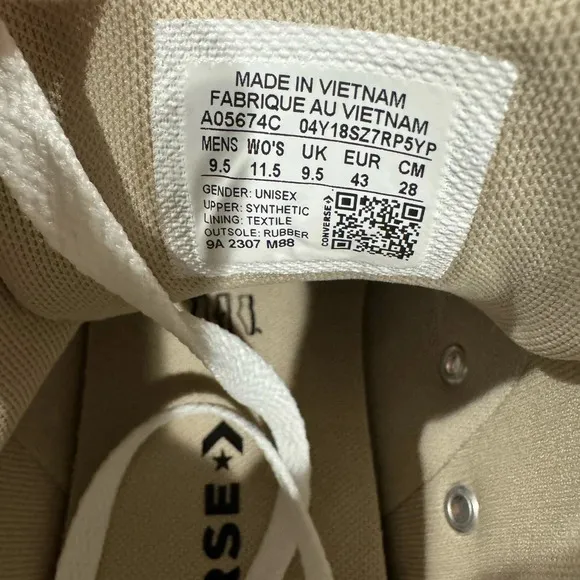 MADE IN VIETNAM
FABRIQUE AU VIETNAM
A05674C 04Y18SZ7RP5YP
MENS WO'S UK EUR CM
9.5 11.5 9.5 43 28
GENDER: UNISEX
UPPER: SYNTHETIC
LINING: TEXTILE
OUTSOLE: RUBBER
9A 2307 M88
CONVERSE